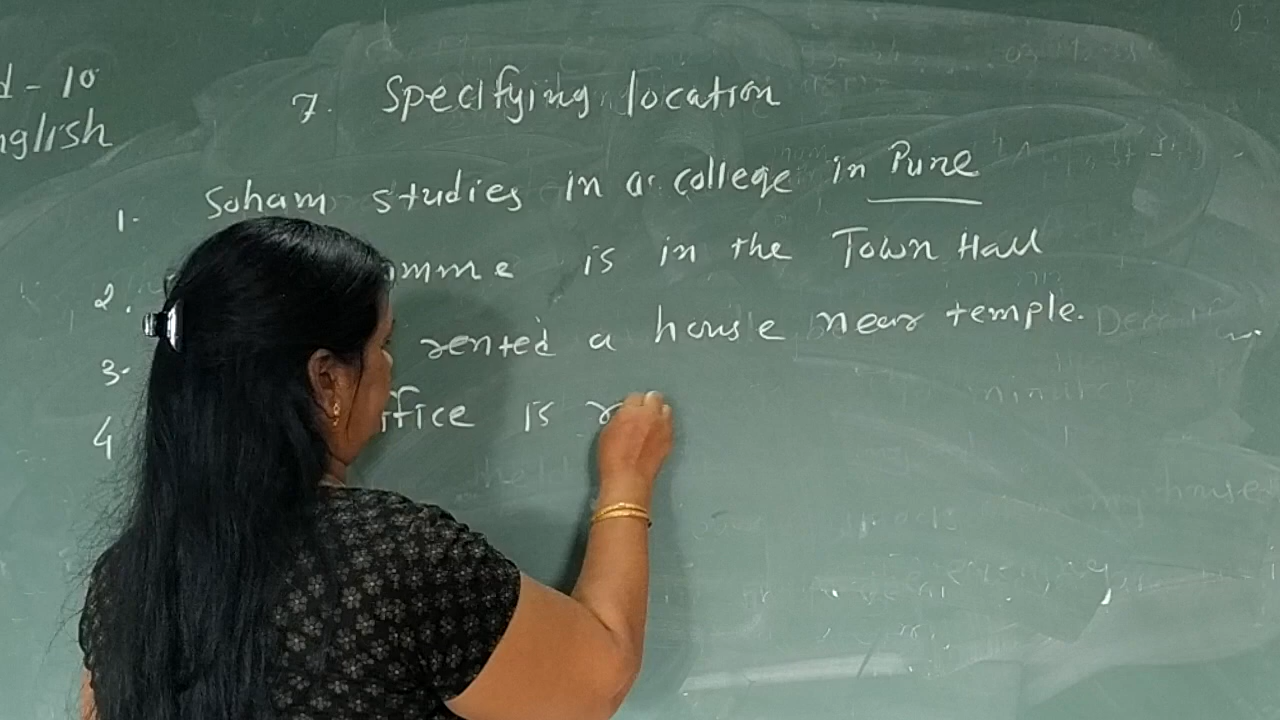 d - 10
nglish
7. Specifying location
1. Soham studies in a college in Pune
2. mme is in the Town Hall
3. rented a house near temple.
4 ffice is